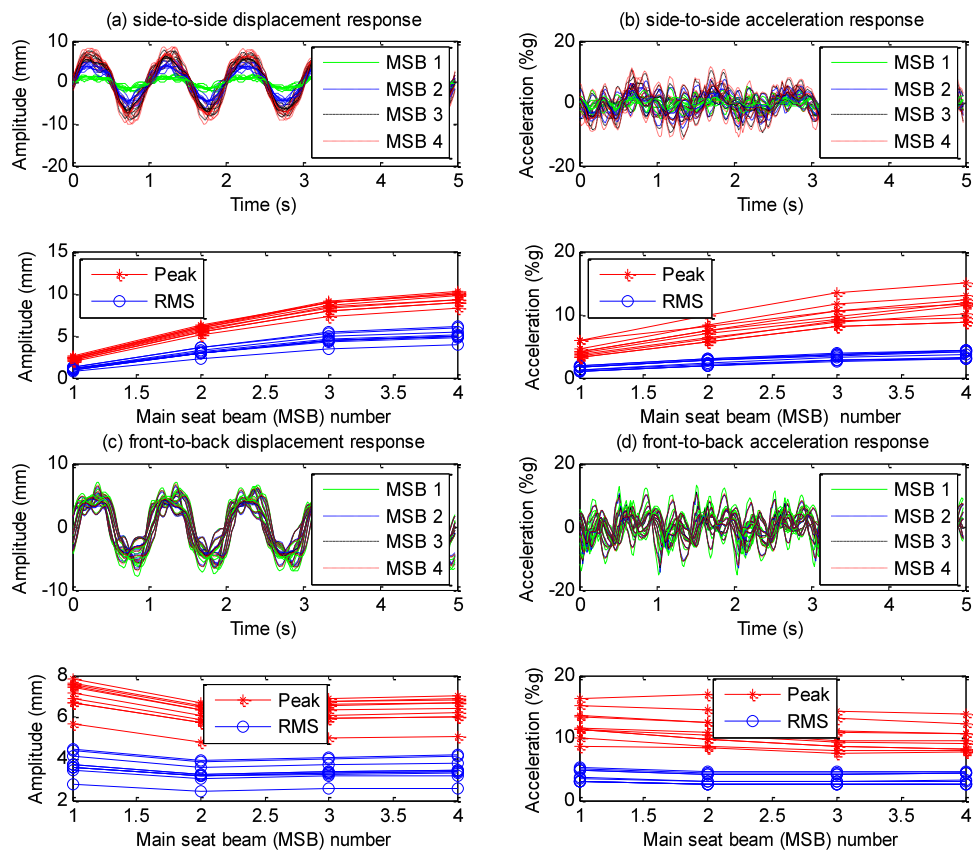 (a) side-to-side displacement response
Amplitude (mm)
10
0
-10
-20
0 1 2 3 4 5
Time (s)
MSB 1
MSB 2
MSB 3
MSB 4
(b) side-to-side acceleration response
Acceleration (%g)
20
0
-20
0 1 2 3 4 5
Time (s)
MSB 1
MSB 2
MSB 3
MSB 4
Amplitude (mm)
15
10
5
0
1 1.5 2 2.5 3 3.5 4
Main seat beam (MSB) number
Peak
RMS
Acceleration (%g)
20
10
0
1 1.5 2 2.5 3 3.5 4
Main seat beam (MSB) number
Peak
RMS
(c) front-to-back displacement response
Amplitude (mm)
10
0
-10
0 1 2 3 4 5
Time (s)
MSB 1
MSB 2
MSB 3
MSB 4
(d) front-to-back acceleration response
Acceleration (%g)
20
0
-20
0 1 2 3 4 5
Time (s)
MSB 1
MSB 2
MSB 3
MSB 4
Amplitude (mm)
8
6
4
2
1 1.5 2 2.5 3 3.5 4
Main seat beam (MSB) number
Peak
RMS
Acceleration (%g)
20
10
0
1 1.5 2 2.5 3 3.5 4
Main seat beam (MSB) number
Peak
RMS